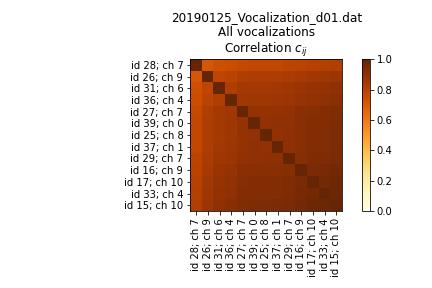 20190125_Vocalization_d01.dat
All vocalizations
Correlation cij
id 28; ch 7
id 26; ch 9
id 31; ch 6
id 36; ch 4
id 27; ch 7
id 39; ch 0
id 25; ch 8
id 37; ch 1
id 29; ch 7
id 16; ch 9
id 17; ch 10
id 33; ch 4
id 15; ch 10
1.0
0.8
0.6
0.4
0.2
0.0
id 28; ch 7
id 26; ch 9
id 31; ch 6
id 36; ch 4
id 27; ch 7
id 39; ch 0
id 25; ch 8
id 37; ch 1
id 29; ch 7
id 16; ch 9
id 17; ch 10
id 33; ch 4
id 15; ch 10